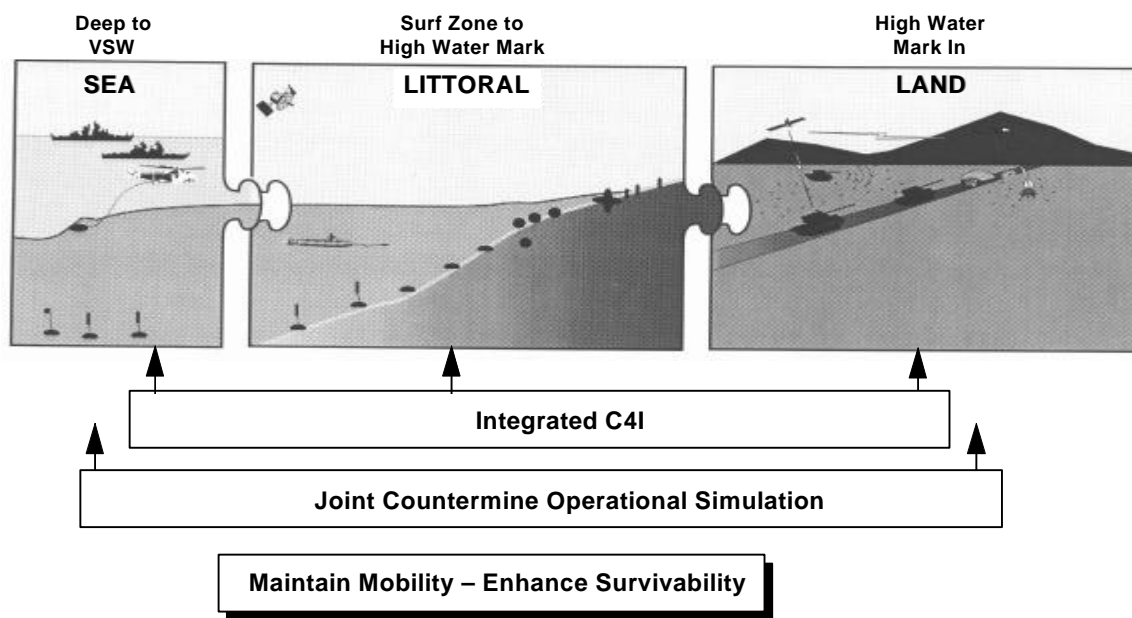 Deep to
VSW
SEA
Surf Zone to
High Water Mark
LITTORAL
High Water
Mark In
LAND
Integrated C4I
Joint Countermine Operational Simulation
Maintain Mobility – Enhance Survivability